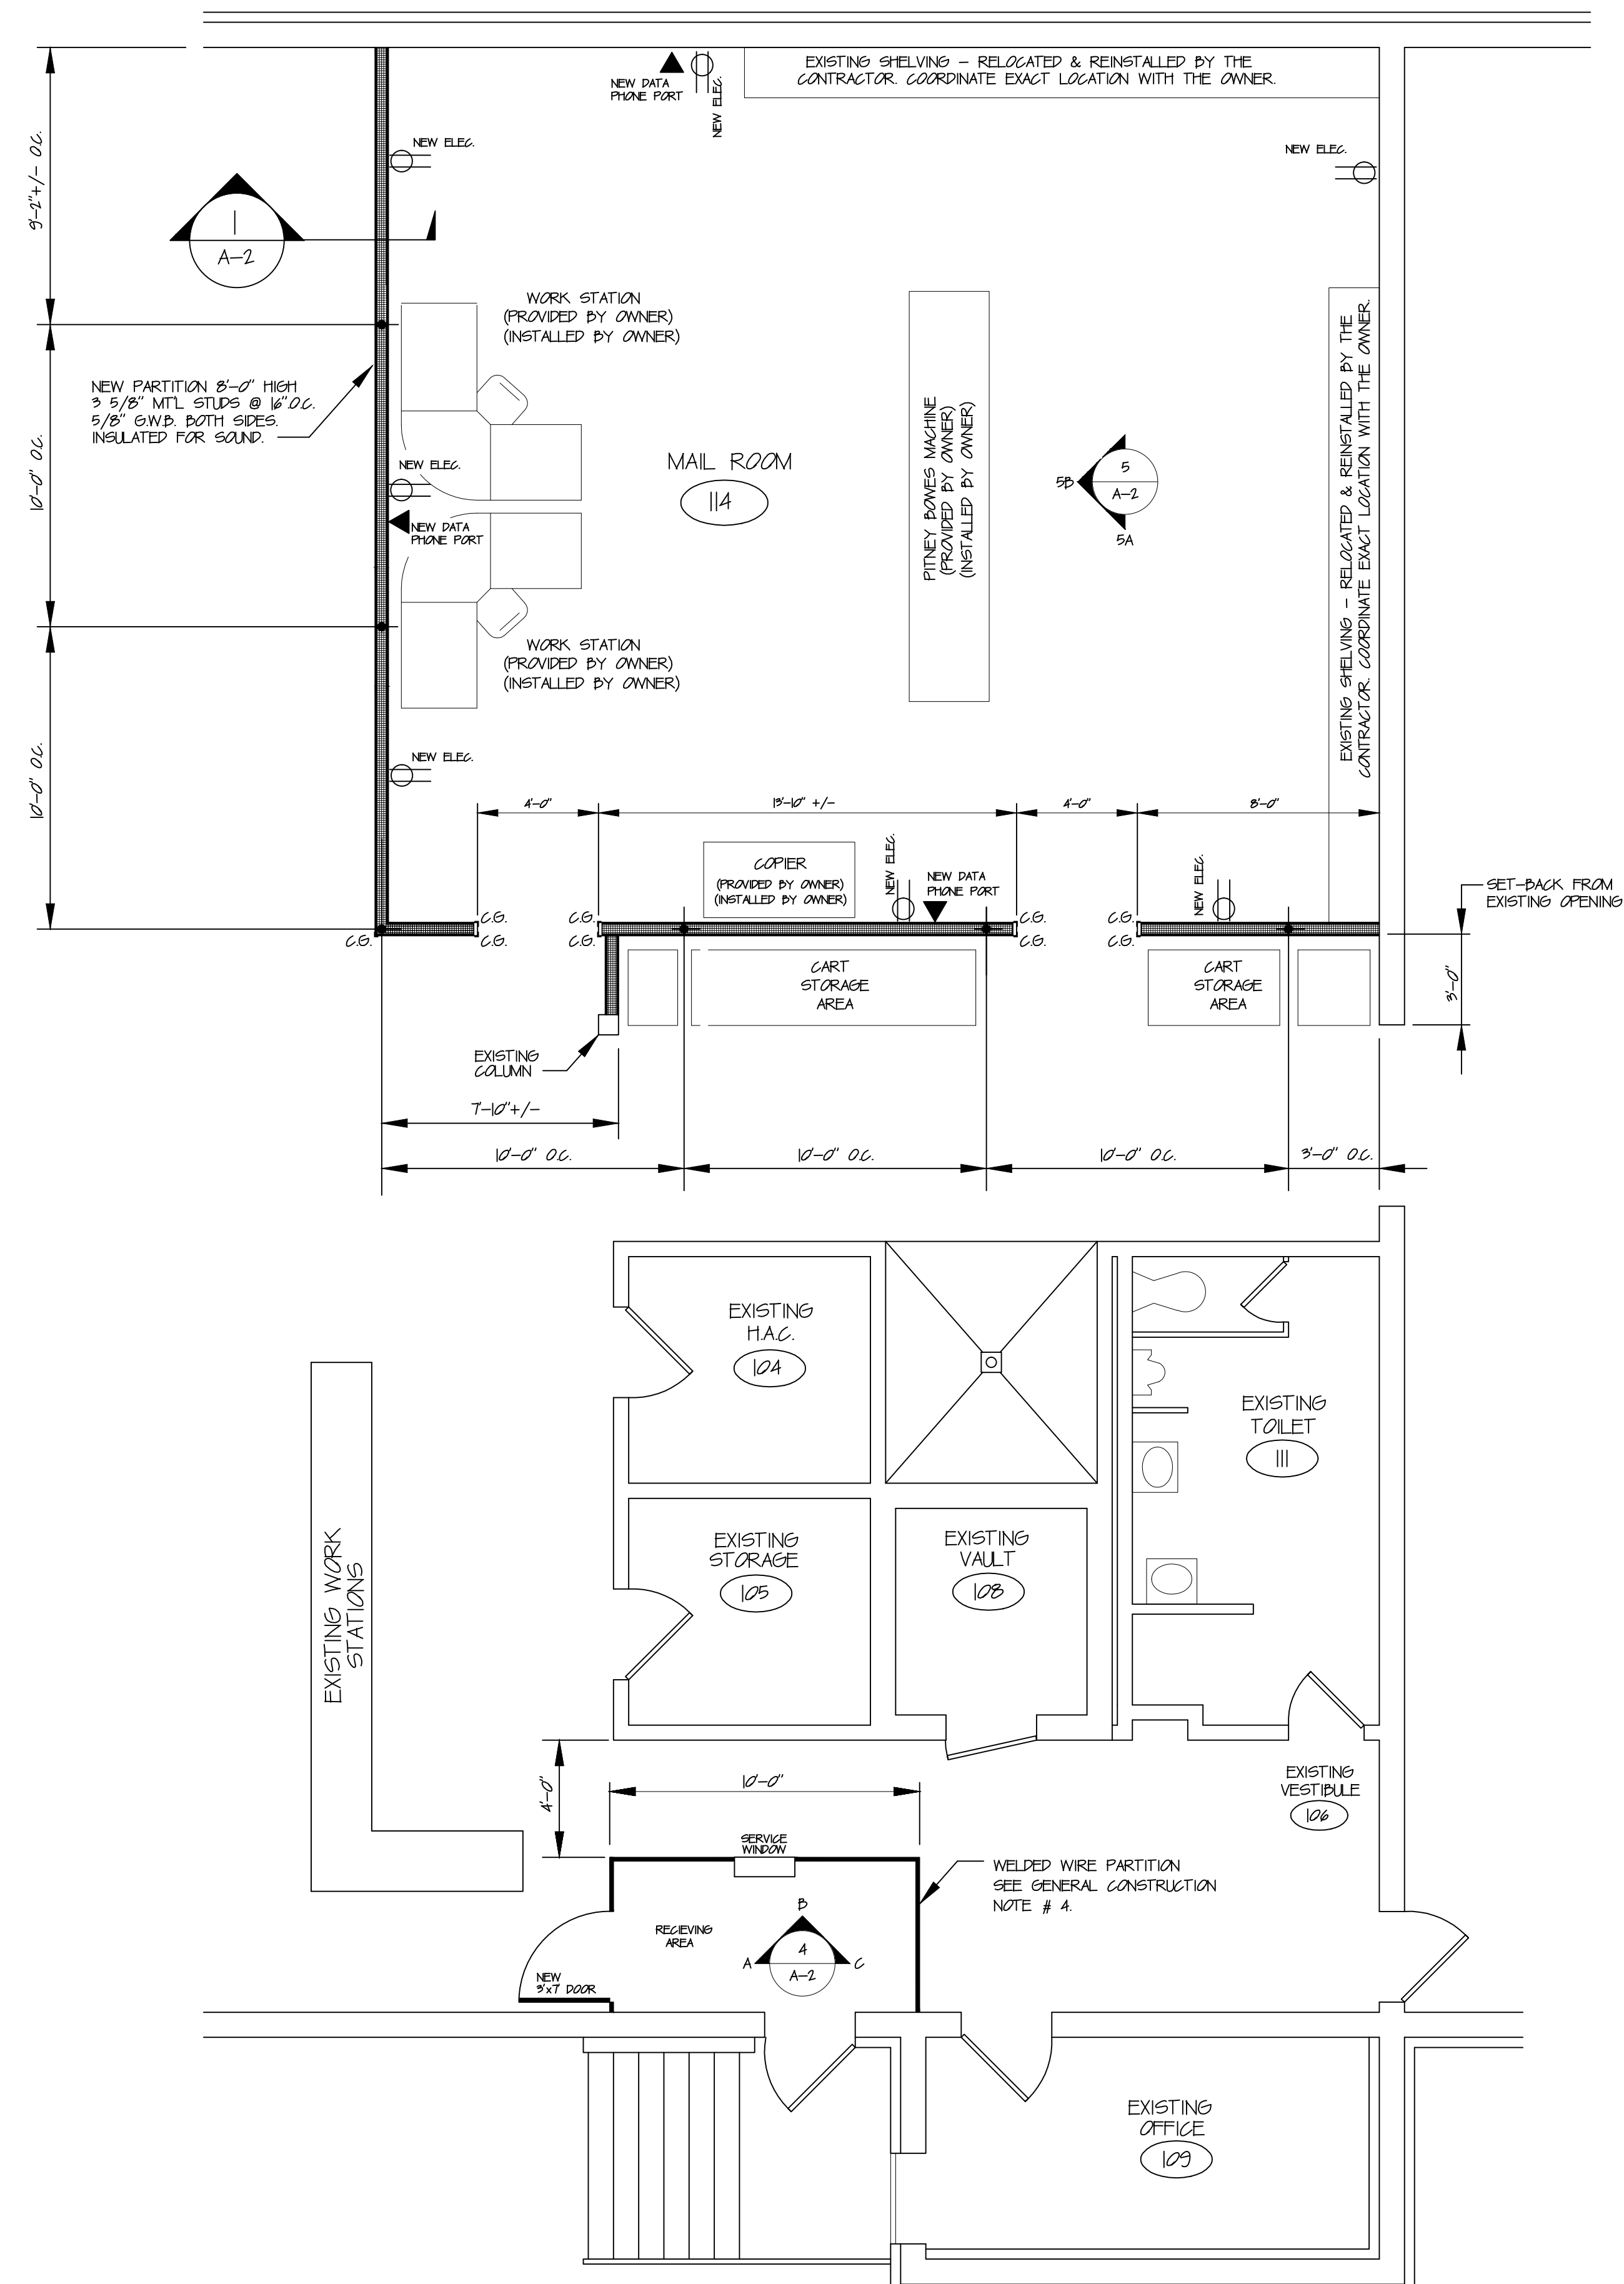 EXISTING SHELVING – RELOCATED & REINSTALLED BY THE
CONTRACTOR. COORDINATE EXACT LOCATION WITH THE OWNER.
NEW DATA
PHONE PORT
NEW ELEC.
NEW ELEC.
NEW ELEC.
9'-2"+/- O.C.
1
A-2
WORK STATION
(PROVIDED BY OWNER)
(INSTALLED BY OWNER)
NEW PARTITION 8'-0" HIGH
3 5/8" MT'L STUDS @ 16".O.C.
5/8" G.W.B. BOTH SIDES.
INSULATED FOR SOUND.
10'-0" O.C.
NEW ELEC.
NEW DATA
PHONE PORT
MAIL ROOM
114
PITNEY BOWES MACHINE
(PROVIDED BY OWNER)
(INSTALLED BY OWNER)
5
A-2
5B
5A
EXISTING SHELVING – RELOCATED & REINSTALLED BY THE
CONTRACTOR. COORDINATE EXACT LOCATION WITH THE OWNER.
WORK STATION
(PROVIDED BY OWNER)
(INSTALLED BY OWNER)
10'-0" O.C.
NEW ELEC.
4'-0"
13'-10" +/-
4'-0"
8'-0"
COPIER
(PROVIDED BY OWNER)
(INSTALLED BY OWNER)
NEW ELEC.
NEW DATA
PHONE PORT
NEW ELEC.
SET-BACK FROM
EXISTING OPENING
C.G.
C.G.
C.G.
C.G.
C.G.
C.G.
C.G.
C.G.
C.G.
CART
STORAGE
AREA
CART
STORAGE
AREA
3'-0"
EXISTING
COLUMN
7'-10"+/-
10'-0" O.C.
10'-0" O.C.
10'-0" O.C.
3'-0" O.C.
EXISTING
H.A.C.
104
EXISTING
TOILET
111
EXISTING WORK
STATIONS
EXISTING
STORAGE
105
EXISTING
VAULT
108
4'-0"
10'-0"
EXISTING
VESTIBULE
106
SERVICE
WINDOW
WELDED WIRE PARTITION
SEE GENERAL CONSTRUCTION
NOTE # 4.
RECIEVING
AREA
B
A
4
C
A-2
NEW
3'x7' DOOR
EXISTING
OFFICE
109